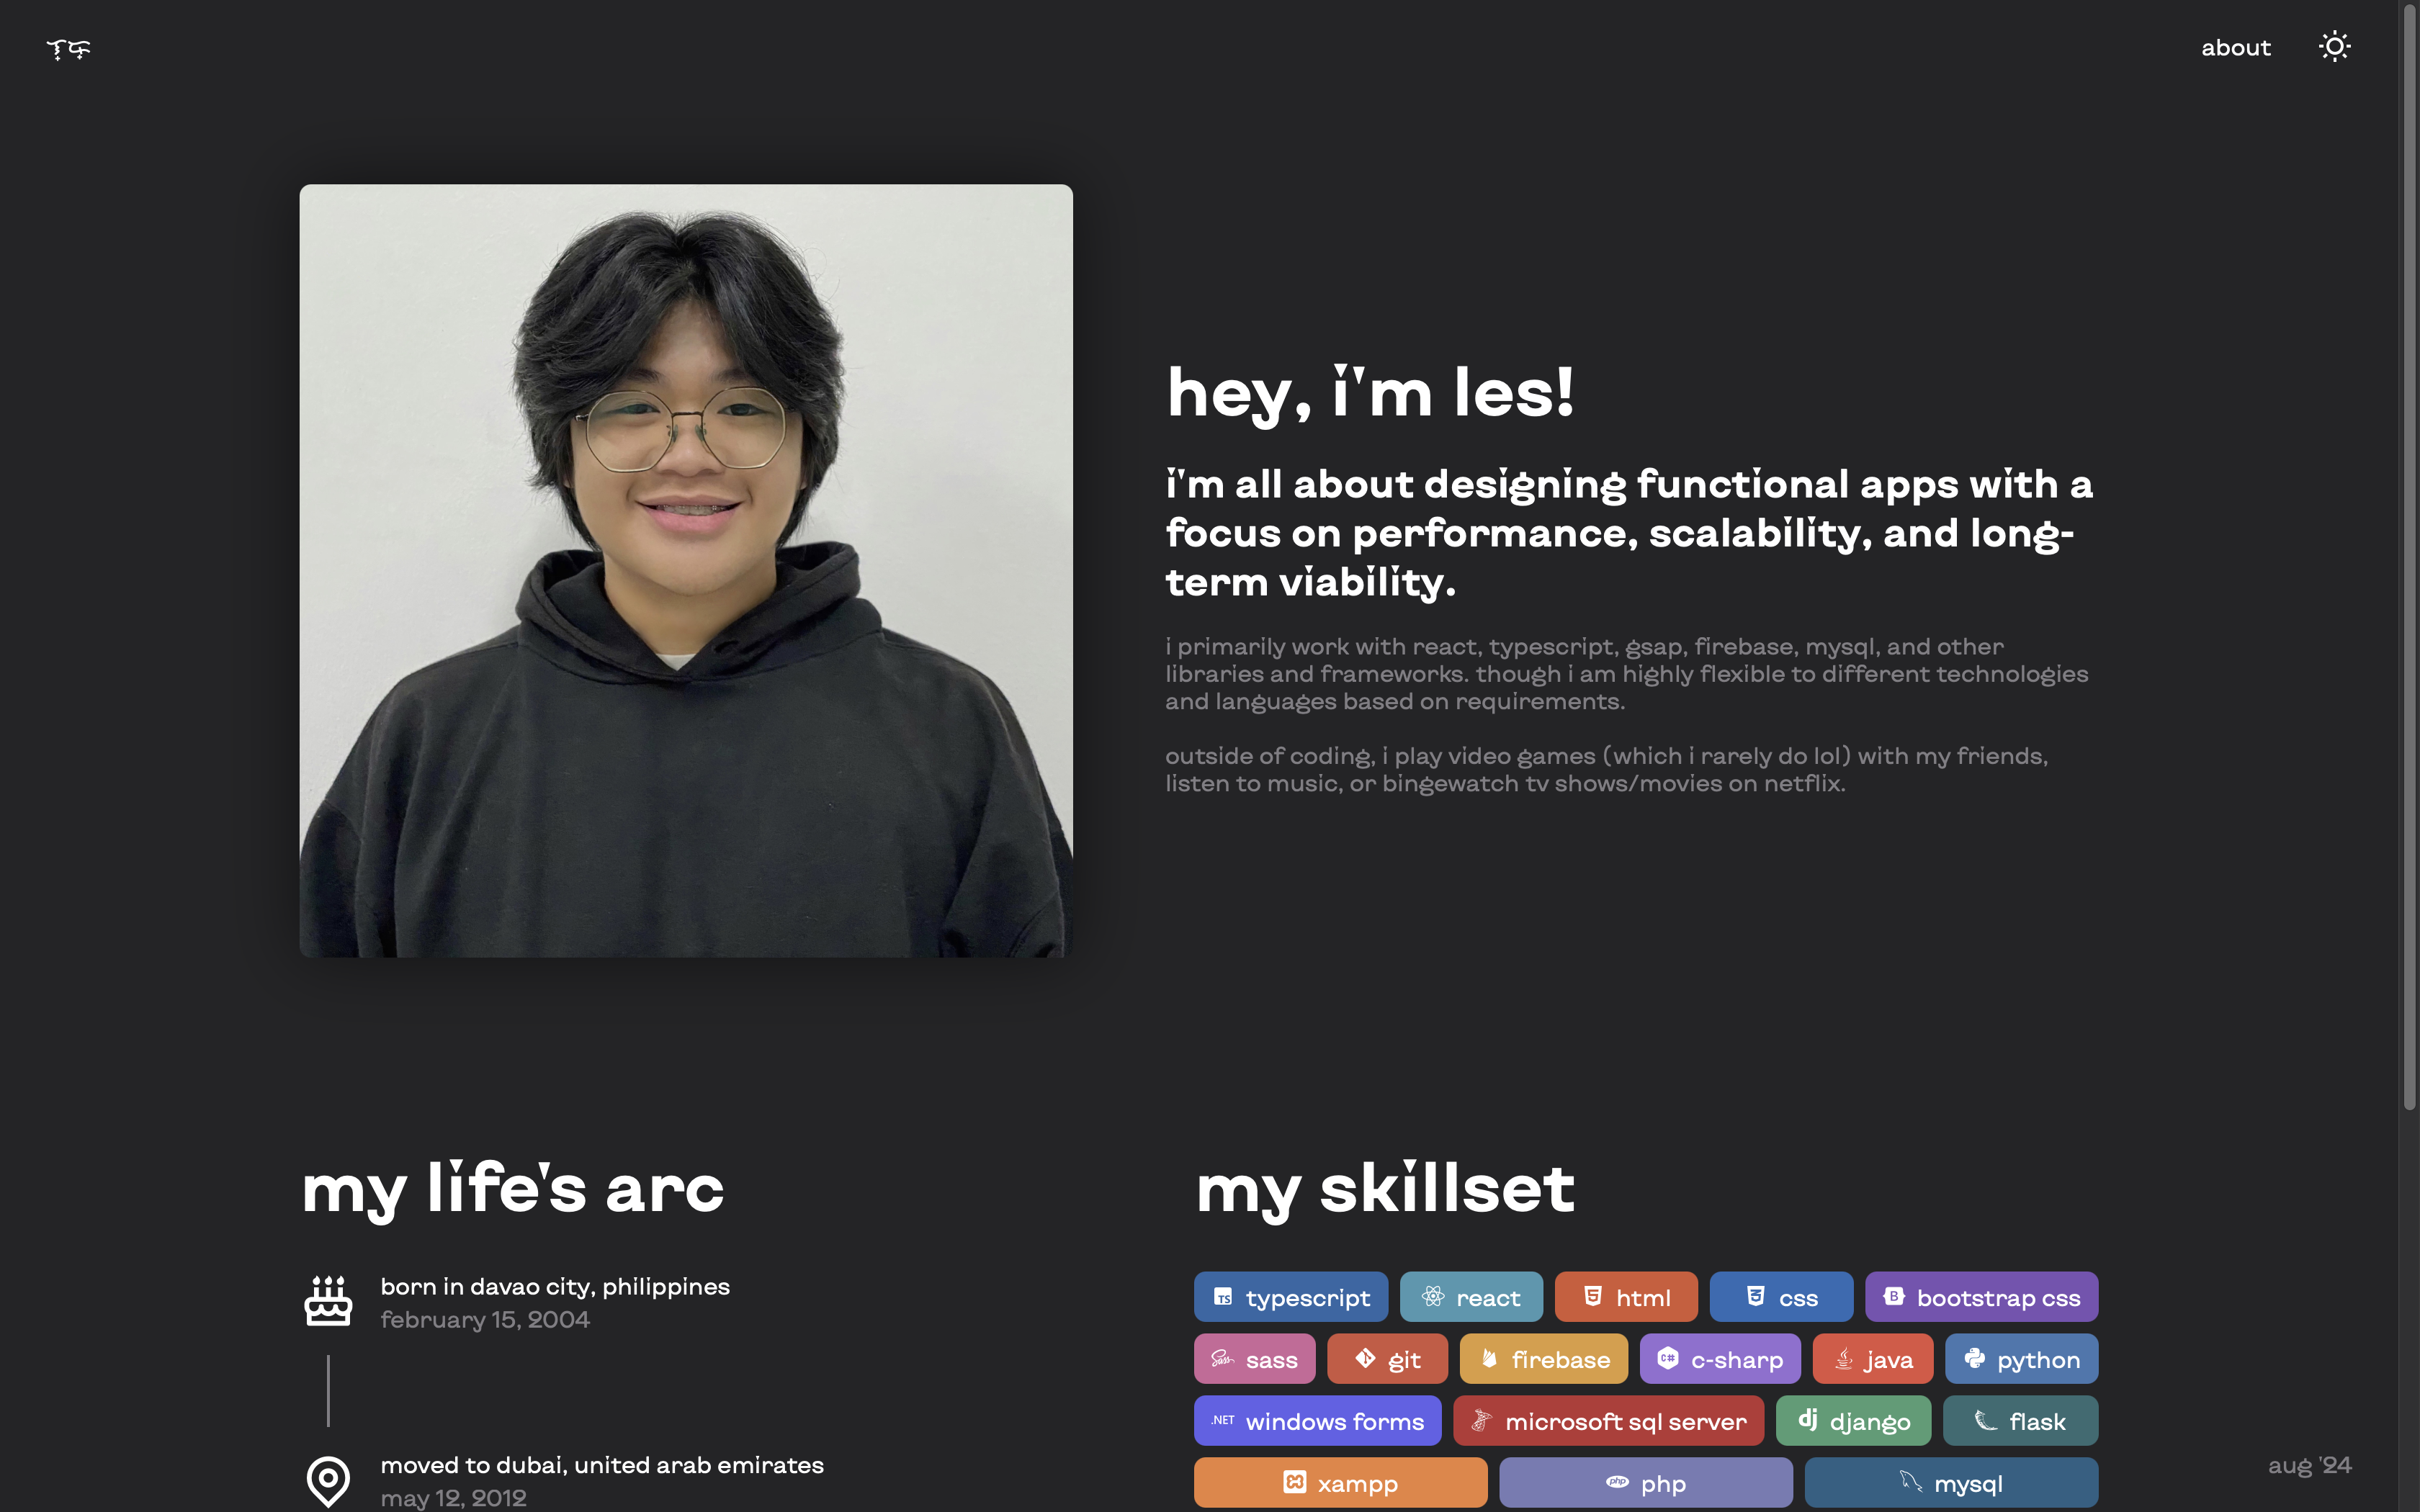 about
hey, i'm les!
i'm all about designing functional apps with a
focus on performance, scalability, and long-
term viability.
i primarily work with react, typescript, gsap, firebase, mysql, and other
libraries and frameworks. though i am highly flexible to different technologies
and languages based on requirements.
outside of coding, i play video games (which i rarely do lol) with my friends,
listen to music, or bingewatch tv shows/movies on netflix.
my life's arc
born in davao city, philippines
february 15, 2004
moved to dubai, united arab emirates
may 12, 2012
my skillset
TS typescript
react
5 html
3 css
B bootstrap css
Sass sass
git
firebase
C# c-sharp
java
python
.NET windows forms
microsoft sql server
dj django
flask
xampp
php php
mysql
aug '24